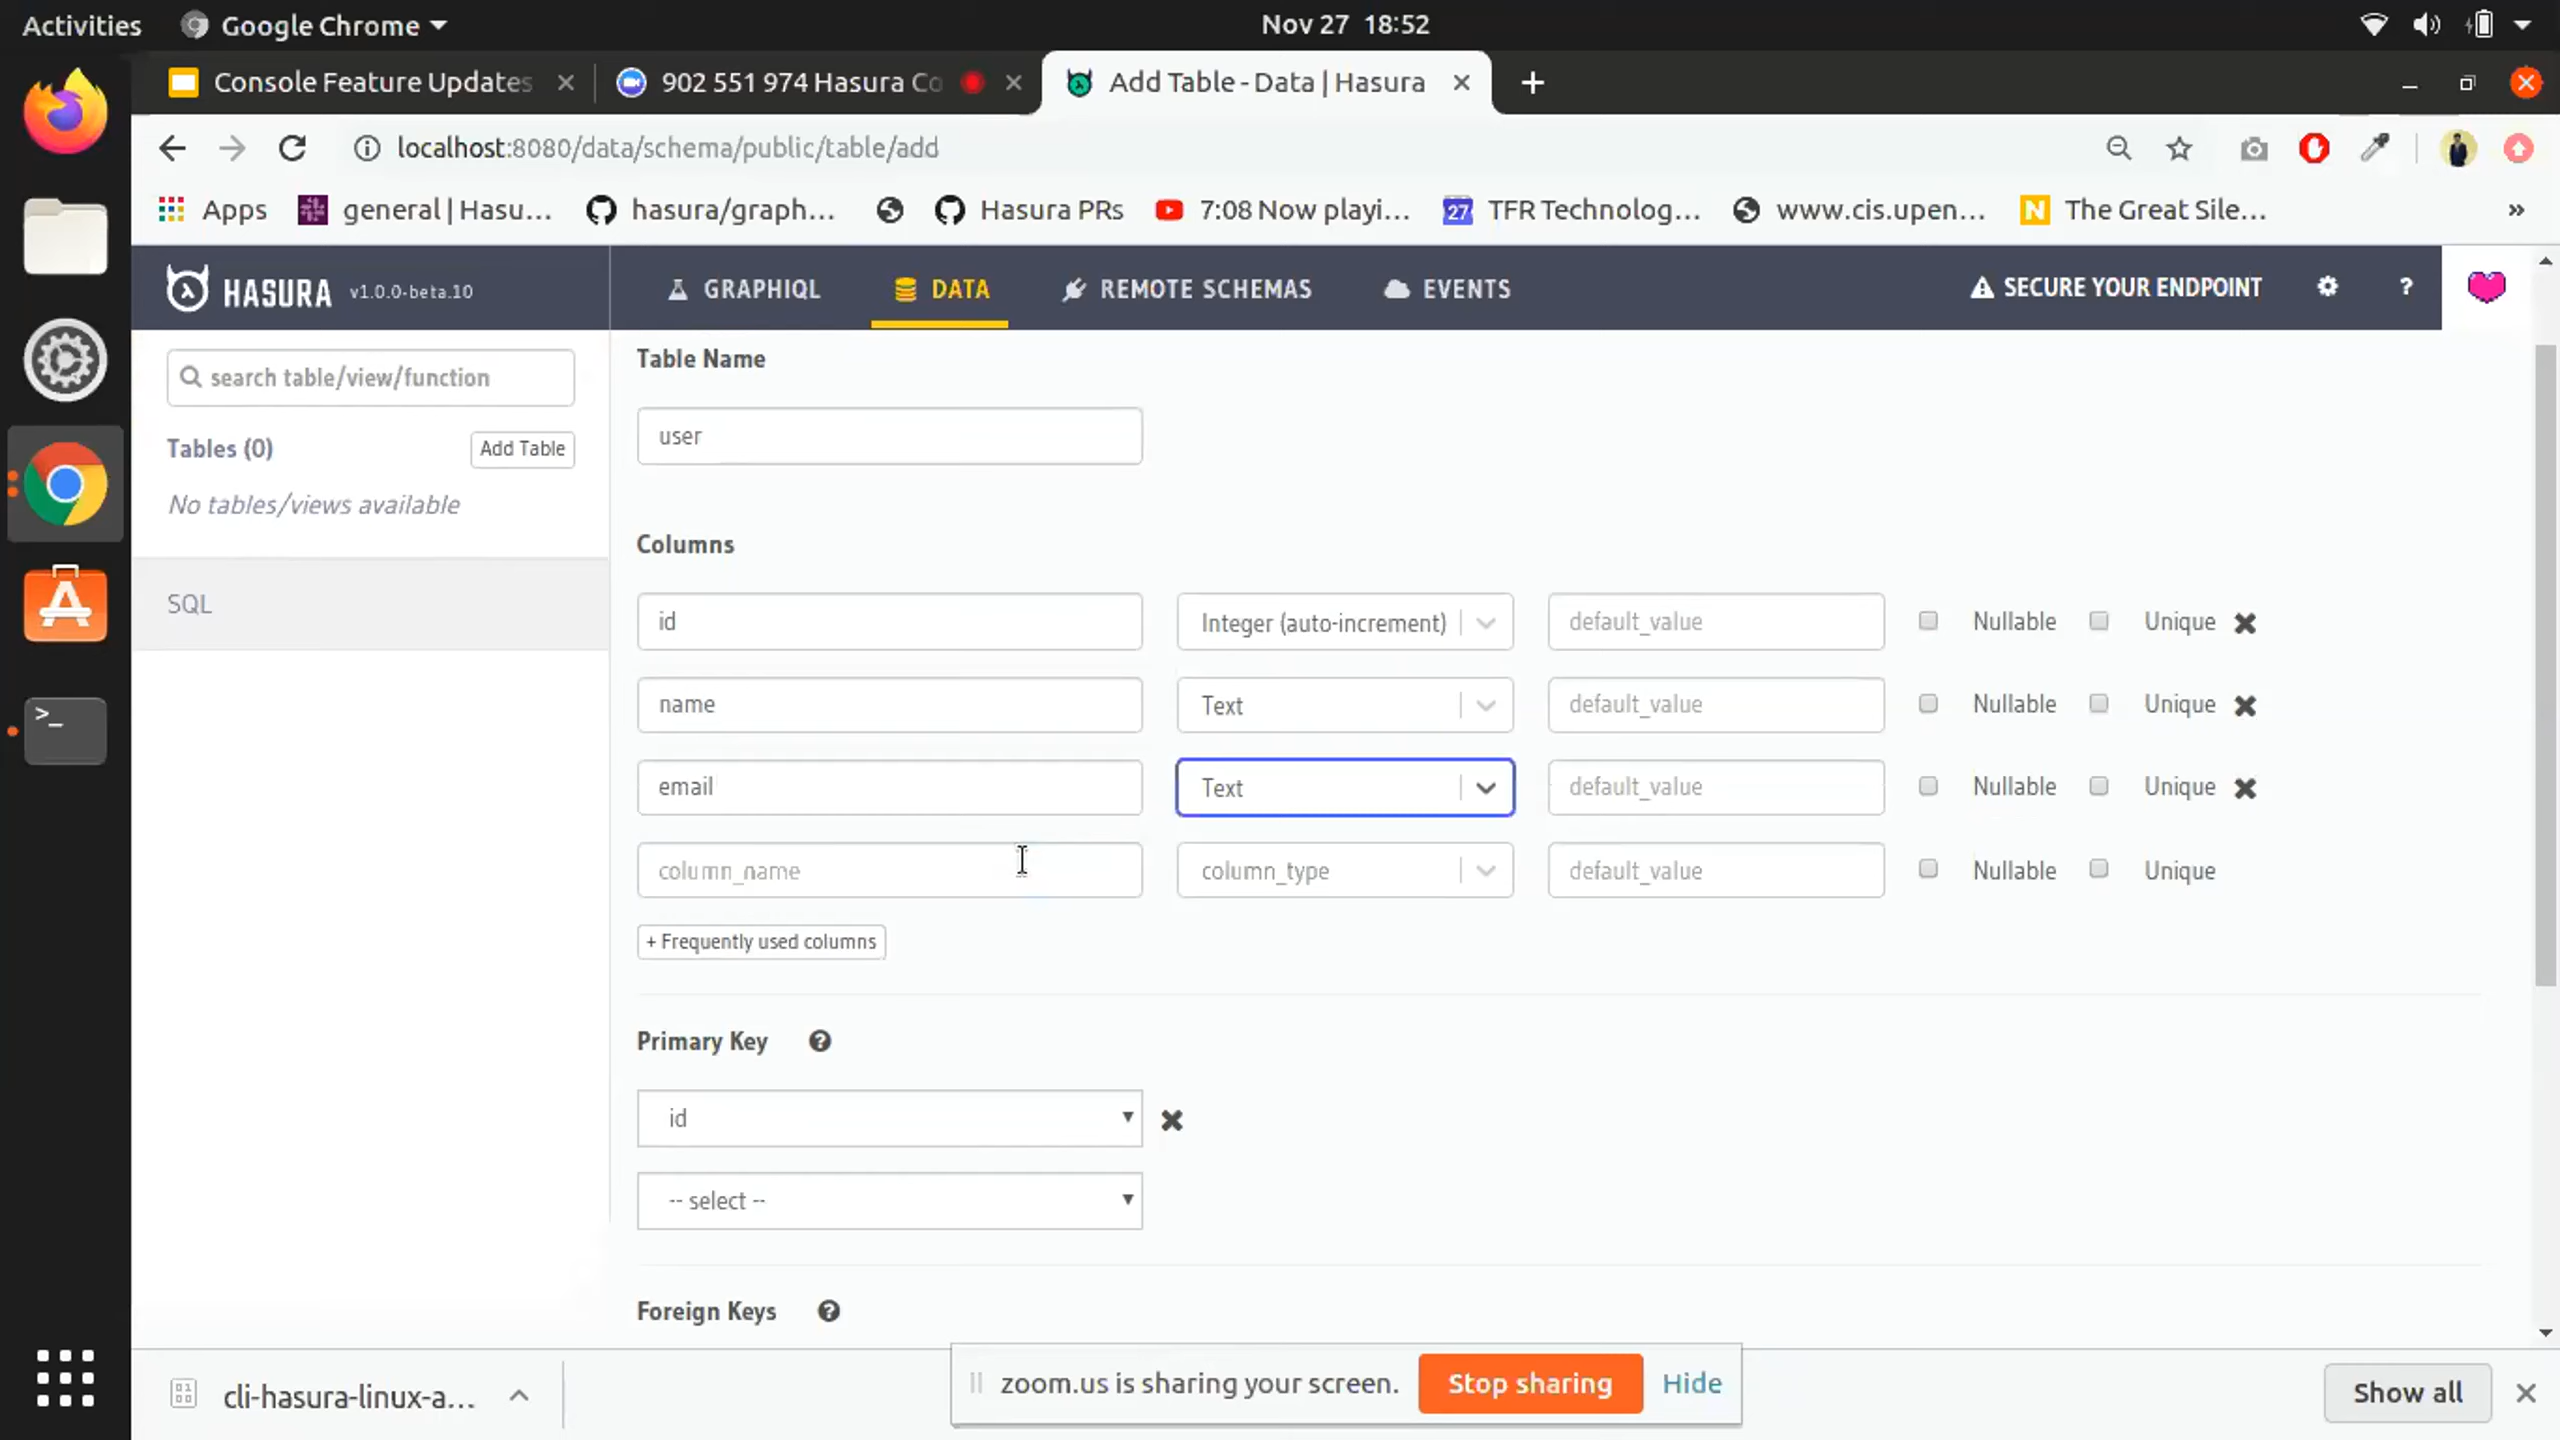 Activities Google Chrome Nov 27 18:52
Console Feature Updates 902 551 974 Hasura Co Add Table - Data | Hasura
localhost:8080/data/schema/public/table/add
Apps general | Hasu... hasura/graph... Hasura PRs 7:08 Now playi... 27 TFR Technolog... www.cis.upen... N The Great Sile... »
HASURA v1.0.0-beta.10 GRAPHIQL DATA REMOTE SCHEMAS EVENTS SECURE YOUR ENDPOINT ?
search table/view/function
Tables (0) Add Table
No tables/views available
SQL
Table Name
user
Columns
id Integer (auto-increment) default_value Nullable Unique
name Text default_value Nullable Unique
email Text default_value Nullable Unique
column_name column_type default_value Nullable Unique
+ Frequently used columns
Primary Key ?
id
-- select --
Foreign Keys ?
cli-hasura-linux-a... zoom.us is sharing your screen. Stop sharing Hide Show all